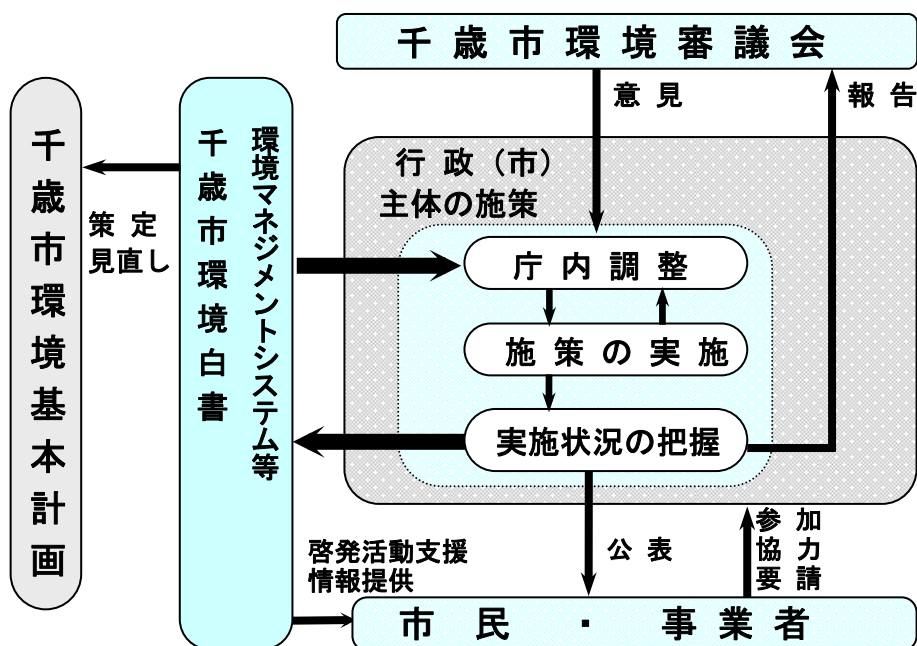 千歳市環境審議会
意見
報告
行政（市）
主体の施策
庁内調整
施策の実施
実施状況の把握
環境マネジメントシステム等
千歳市環境白書
策定
見直し
千歳市環境基本計画
啓発活動支援
情報提供
公表
参加
協力
要請
市民・事業者